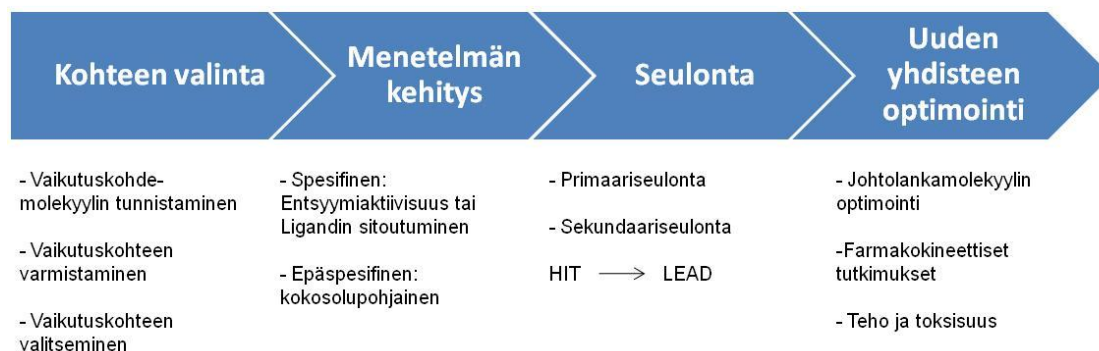 Kohteen valinta
Menetelmän
kehitys
Seulonta
Uuden
yhdisteen
optimointi
- Vaikutuskohde-
molekyylin tunnistaminen
- Vaikutuskohteen
varmistaminen
- Vaikutuskohteen
valitseminen
- Spesifinen:
Entsyymiaktiivisuus tai
Ligandin sitoutuminen
- Epäspesifinen:
kokosolupohjainen
- Primaariseulonta
- Sekundaariseulonta
HIT → LEAD
- Johtolankamolekyylin
optimointi
-Farmakokineettiset
tutkimukset
- Teho ja toksisuus